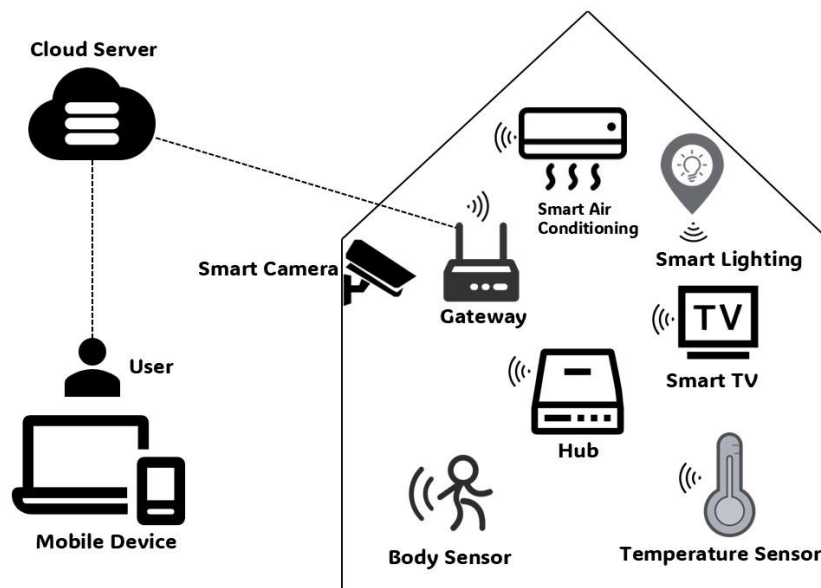 Cloud Server
Smart Air
Conditioning
Smart Camera
Smart Lighting
Gateway
TV
User
Smart TV
Hub
Mobile Device
Body Sensor
Temperature Sensor